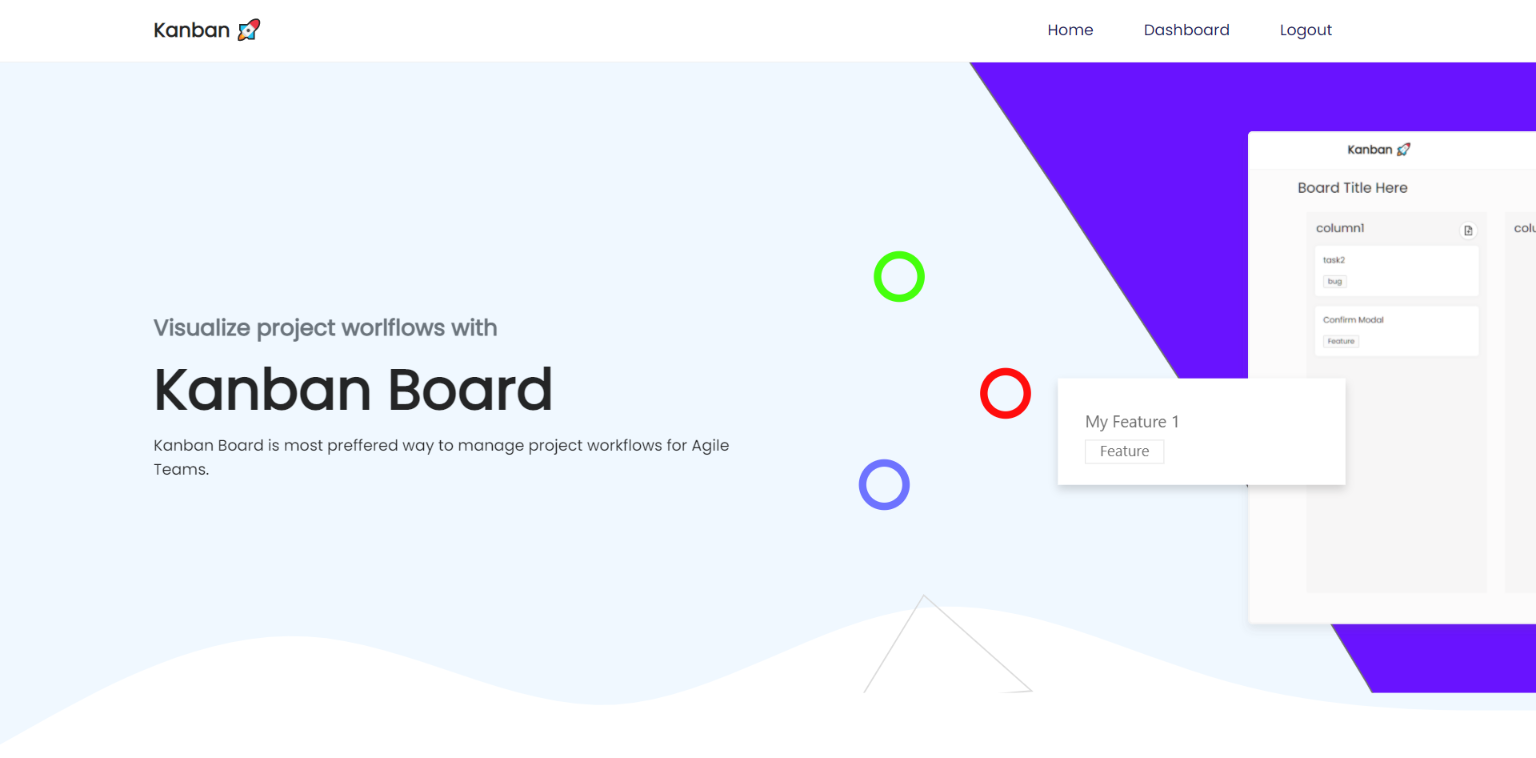 Kanban 🚀
Home Dashboard Logout
Visualize project worlflows with
Kanban Board
Kanban Board is most preffered way to manage project workflows for Agile
Teams.
Kanban 🚀
Board Title Here
column1
task2
bug
Confirm Modal
Feature
colu
My Feature 1
Feature